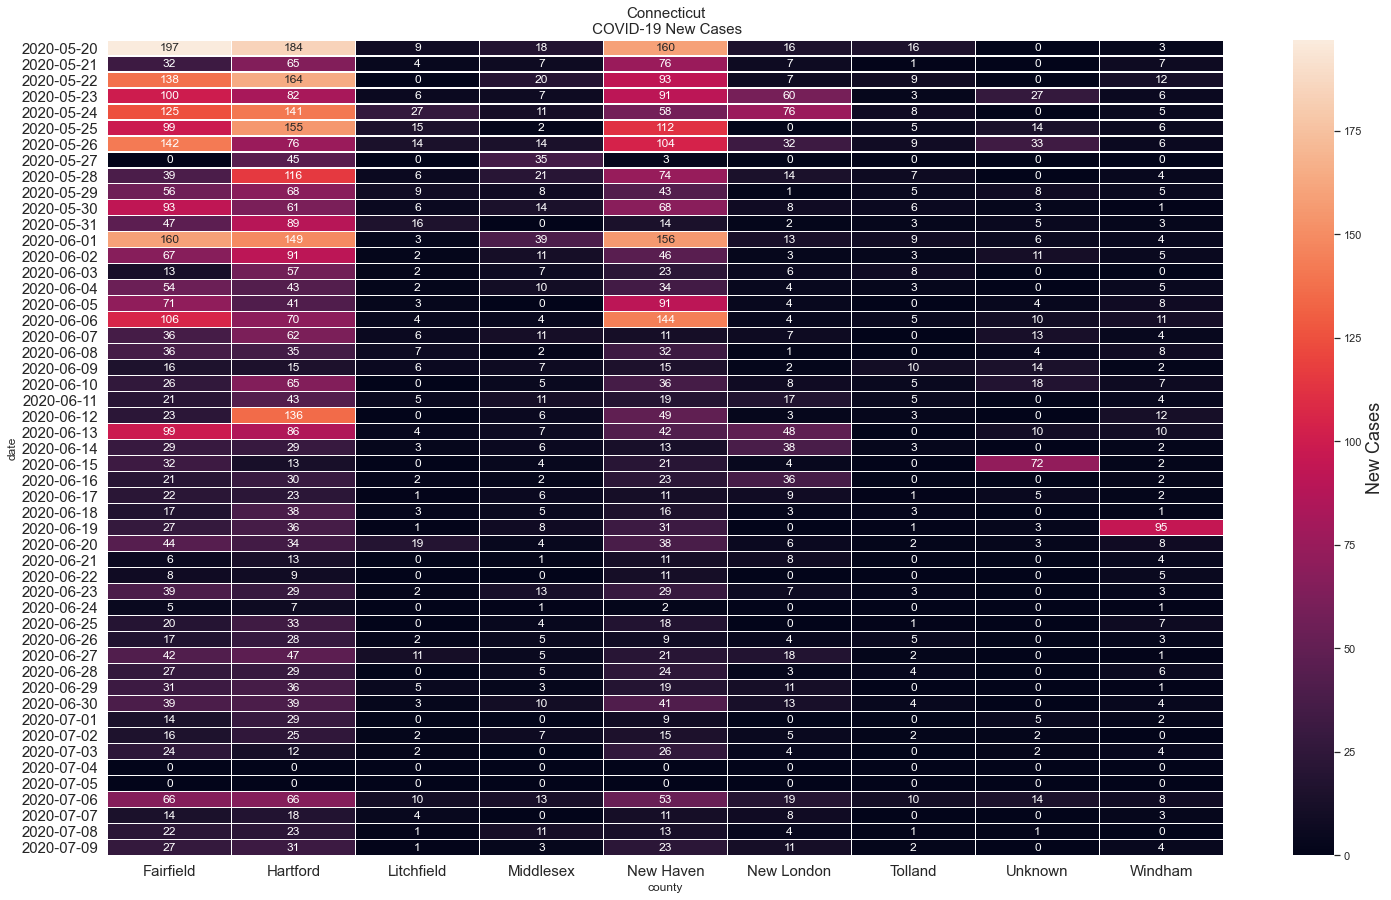 Connecticut
COVID-19 New Cases
2020-05-20 197 184 9 18 160 16 16 0 3
2020-05-21 32 65 4 7 76 7 1 0 7
2020-05-22 138 164 0 20 93 7 9 0 12
2020-05-23 100 82 6 7 91 60 3 27 6
2020-05-24 125 141 27 11 58 76 8 0 5
2020-05-25 99 155 15 2 112 0 5 14 6
2020-05-26 142 76 14 14 104 32 9 33 6
2020-05-27 0 45 0 35 3 0 0 0 0
2020-05-28 39 116 6 21 74 14 7 0 4
2020-05-29 56 68 9 8 43 1 5 8 5
2020-05-30 93 61 6 14 68 8 6 3 1
2020-05-31 47 89 16 0 14 2 3 5 3
2020-06-01 160 149 3 39 156 13 9 6 4
2020-06-02 67 91 2 11 46 3 3 11 5
2020-06-03 13 57 2 7 23 6 8 0 0
2020-06-04 54 43 2 10 34 4 3 0 5
2020-06-05 71 41 3 0 91 4 0 4 8
2020-06-06 106 70 4 4 144 4 5 10 11
2020-06-07 36 62 6 11 11 7 0 13 4
2020-06-08 36 35 7 2 32 1 0 4 8
2020-06-09 16 15 6 7 15 2 10 14 2
2020-06-10 26 65 0 5 36 8 5 18 7
2020-06-11 21 43 5 11 19 17 5 0 4
2020-06-12 23 136 0 6 49 3 3 0 12
2020-06-13 99 86 4 7 42 48 0 10 10
2020-06-14 29 29 3 6 13 38 3 0 2
2020-06-15 32 13 0 4 21 4 0 72 2
2020-06-16 21 30 2 2 23 36 0 0 2
2020-06-17 22 23 1 6 11 9 1 5 2
2020-06-18 17 38 3 5 16 3 3 0 1
2020-06-19 27 36 1 8 31 0 1 3 95
2020-06-20 44 34 19 4 38 6 2 3 8
2020-06-21 6 13 0 1 11 8 0 0 4
2020-06-22 8 9 0 0 11 0 0 0 5
2020-06-23 39 29 2 13 29 7 3 0 3
2020-06-24 5 7 0 1 2 0 0 0 1
2020-06-25 20 33 0 4 18 0 1 0 7
2020-06-26 17 28 2 5 9 4 5 0 3
2020-06-27 42 47 11 5 21 18 2 0 1
2020-06-28 27 29 0 5 24 3 4 0 6
2020-06-29 31 36 5 3 19 11 0 0 1
2020-06-30 39 39 3 10 41 13 4 0 4
2020-07-01 14 29 0 0 9 0 0 5 2
2020-07-02 16 25 2 7 15 5 2 2 0
2020-07-03 24 12 2 0 26 4 0 2 4
2020-07-04 0 0 0 0 0 0 0 0 0
2020-07-05 0 0 0 0 0 0 0 0 0
2020-07-06 66 66 10 13 53 19 10 14 8
2020-07-07 14 18 4 0 11 8 0 0 3
2020-07-08 22 23 1 11 13 4 1 1 0
2020-07-09 27 31 1 3 23 11 2 0 4
Fairfield Hartford Litchfield Middlesex New Haven New London Tolland Unknown Windham
county
date
175
150
125
100
75
50
25
0
New Cases